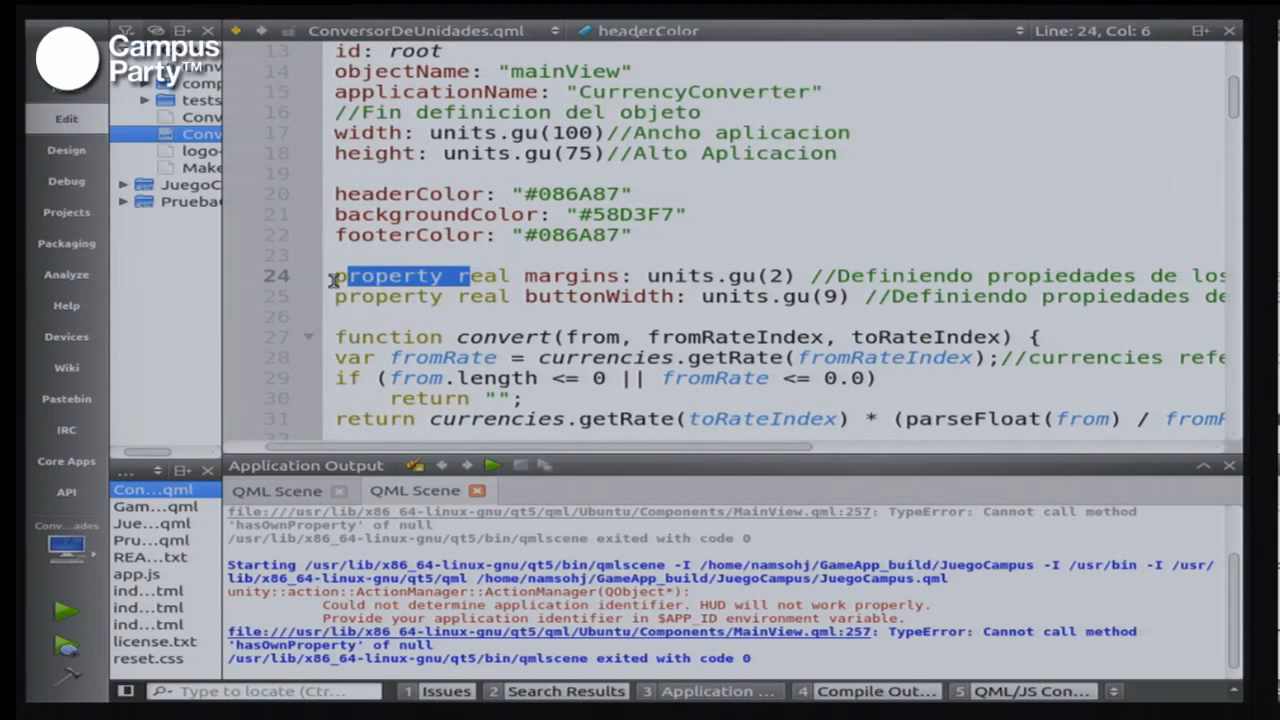 Campus
Party™
ConversorDeUnidades.qml
headerColor
Line: 24, Col: 6
comp
tests
Conv
Conv
logo-
Make
JuegoC
Prueba
Edit
Design
Debug
Projects
Packaging
Analyze
Help
Devices
Wiki
Pastebin
IRC
Core Apps
API
Conv...ades
13 id: root
14 objectName: "mainView"
15 applicationName: "CurrencyConverter"
16 //Fin definicion del objeto
17 width: units.gu(100)//Ancho aplicacion
18 height: units.gu(75)//Alto Aplicacion
19
20 headerColor: "#086A87"
21 backgroundColor: "#58D3F7"
22 footerColor: "#086A87"
23
24 property real margins: units.gu(2) //Definiendo propiedades de los
25 property real buttonWidth: units.gu(9) //Definiendo propiedades de
26
27 function convert(from, fromRateIndex, toRateIndex) {
28 var fromRate = currencies.getRate(fromRateIndex);//currencies refe
29 if (from.length <= 0 || fromRate <= 0.0)
30 return "";
31 return currencies.getRate(toRateIndex) * (parseFloat(from) / fromR
... Application Output
Con...qml
Gam...qml
Jue...qml
Pru...qml
REA...txt
app.js
ind...tml
ind...tml
ind...tml
license.txt
reset.css
QML Scene QML Scene
file:///usr/lib/x86_64-linux-gnu/qt5/qml/Ubuntu/Components/MainView.qml:257: TypeError: Cannot call method
'hasOwnProperty' of null
/usr/lib/x86_64-linux-gnu/qt5/bin/qmlscene exited with code 0
Starting /usr/lib/x86_64-linux-gnu/qt5/bin/qmlscene -I /home/namsohj/GameApp_build/JuegoCampus -I /usr/bin -I /usr/
lib/x86_64-linux-gnu/qt5/qml /home/namsohj/GameApp_build/JuegoCampus/JuegoCampus.qml
unity::action::ActionManager::ActionManager(QObject*):
Could not determine application identifier. HUD will not work properly.
Provide your application identifier in $APP_ID environment variable.
file:///usr/lib/x86_64-linux-gnu/qt5/qml/Ubuntu/Components/MainView.qml:257: TypeError: Cannot call method
'hasOwnProperty' of null
/usr/lib/x86_64-linux-gnu/qt5/bin/qmlscene exited with code 0
Type to locate (Ctr... 1 Issues 2 Search Results 3 Application ... 4 Compile Out... 5 QML/JS Con...